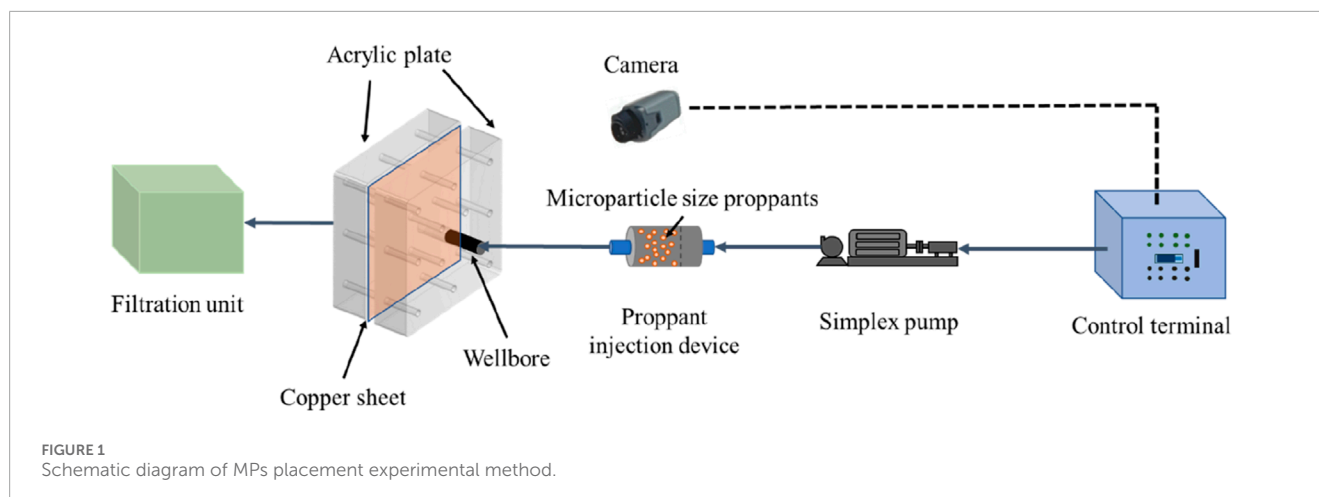 Acrylic plate
Camera
Microparticle size proppants
Filtration unit
Wellbore
Copper sheet
Proppant
injection device
Simplex pump
Control terminal
FIGURE 1
Schematic diagram of MPs placement experimental method.